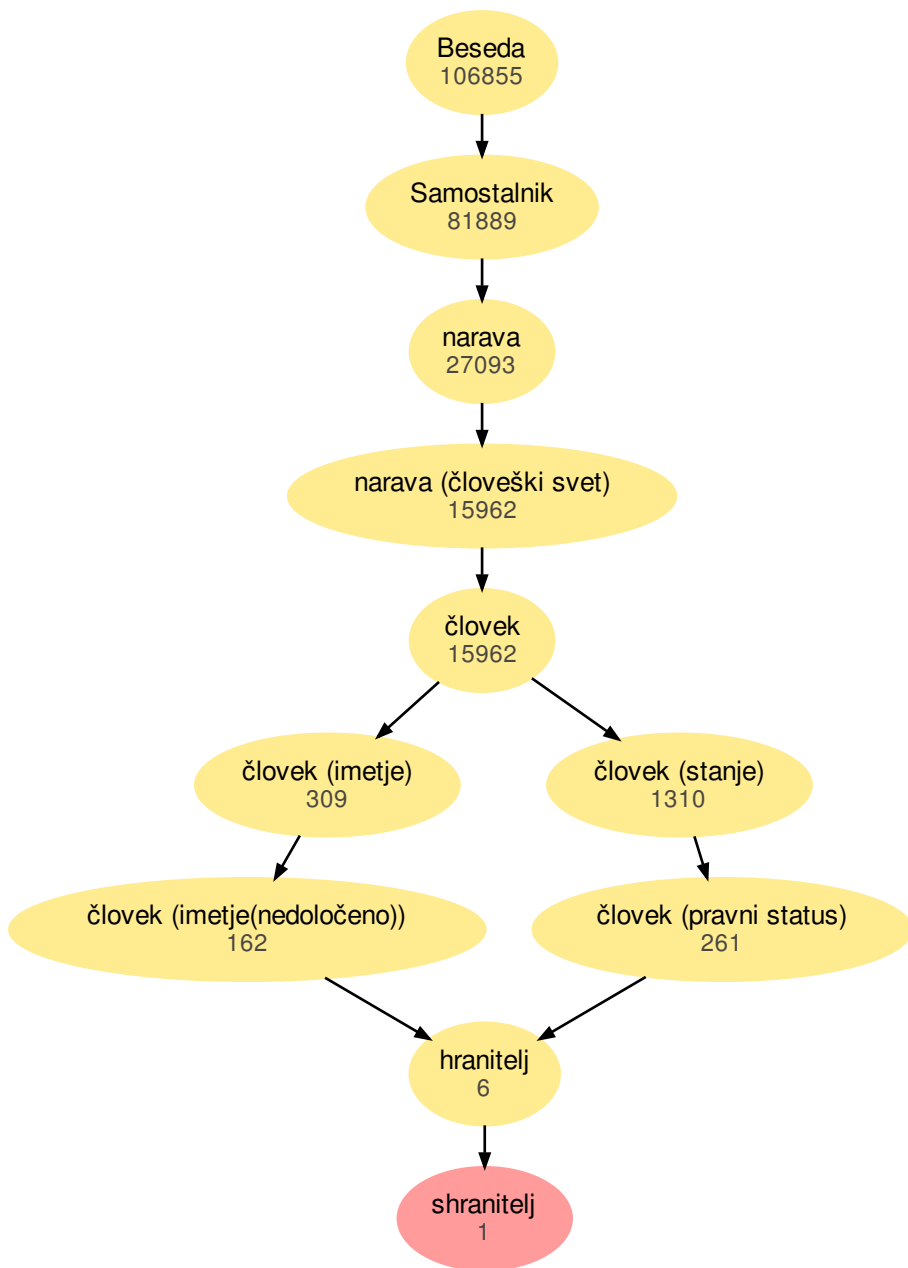 Beseda
106855
Samostalnik
81889
narava
27093
narava (človeški svet)
15962
človek
15962
človek (imetje)
309
človek (stanje)
1310
človek (imetje(nedoločeno))
162
človek (pravni status)
261
hranitelj
6
shranitelj
1